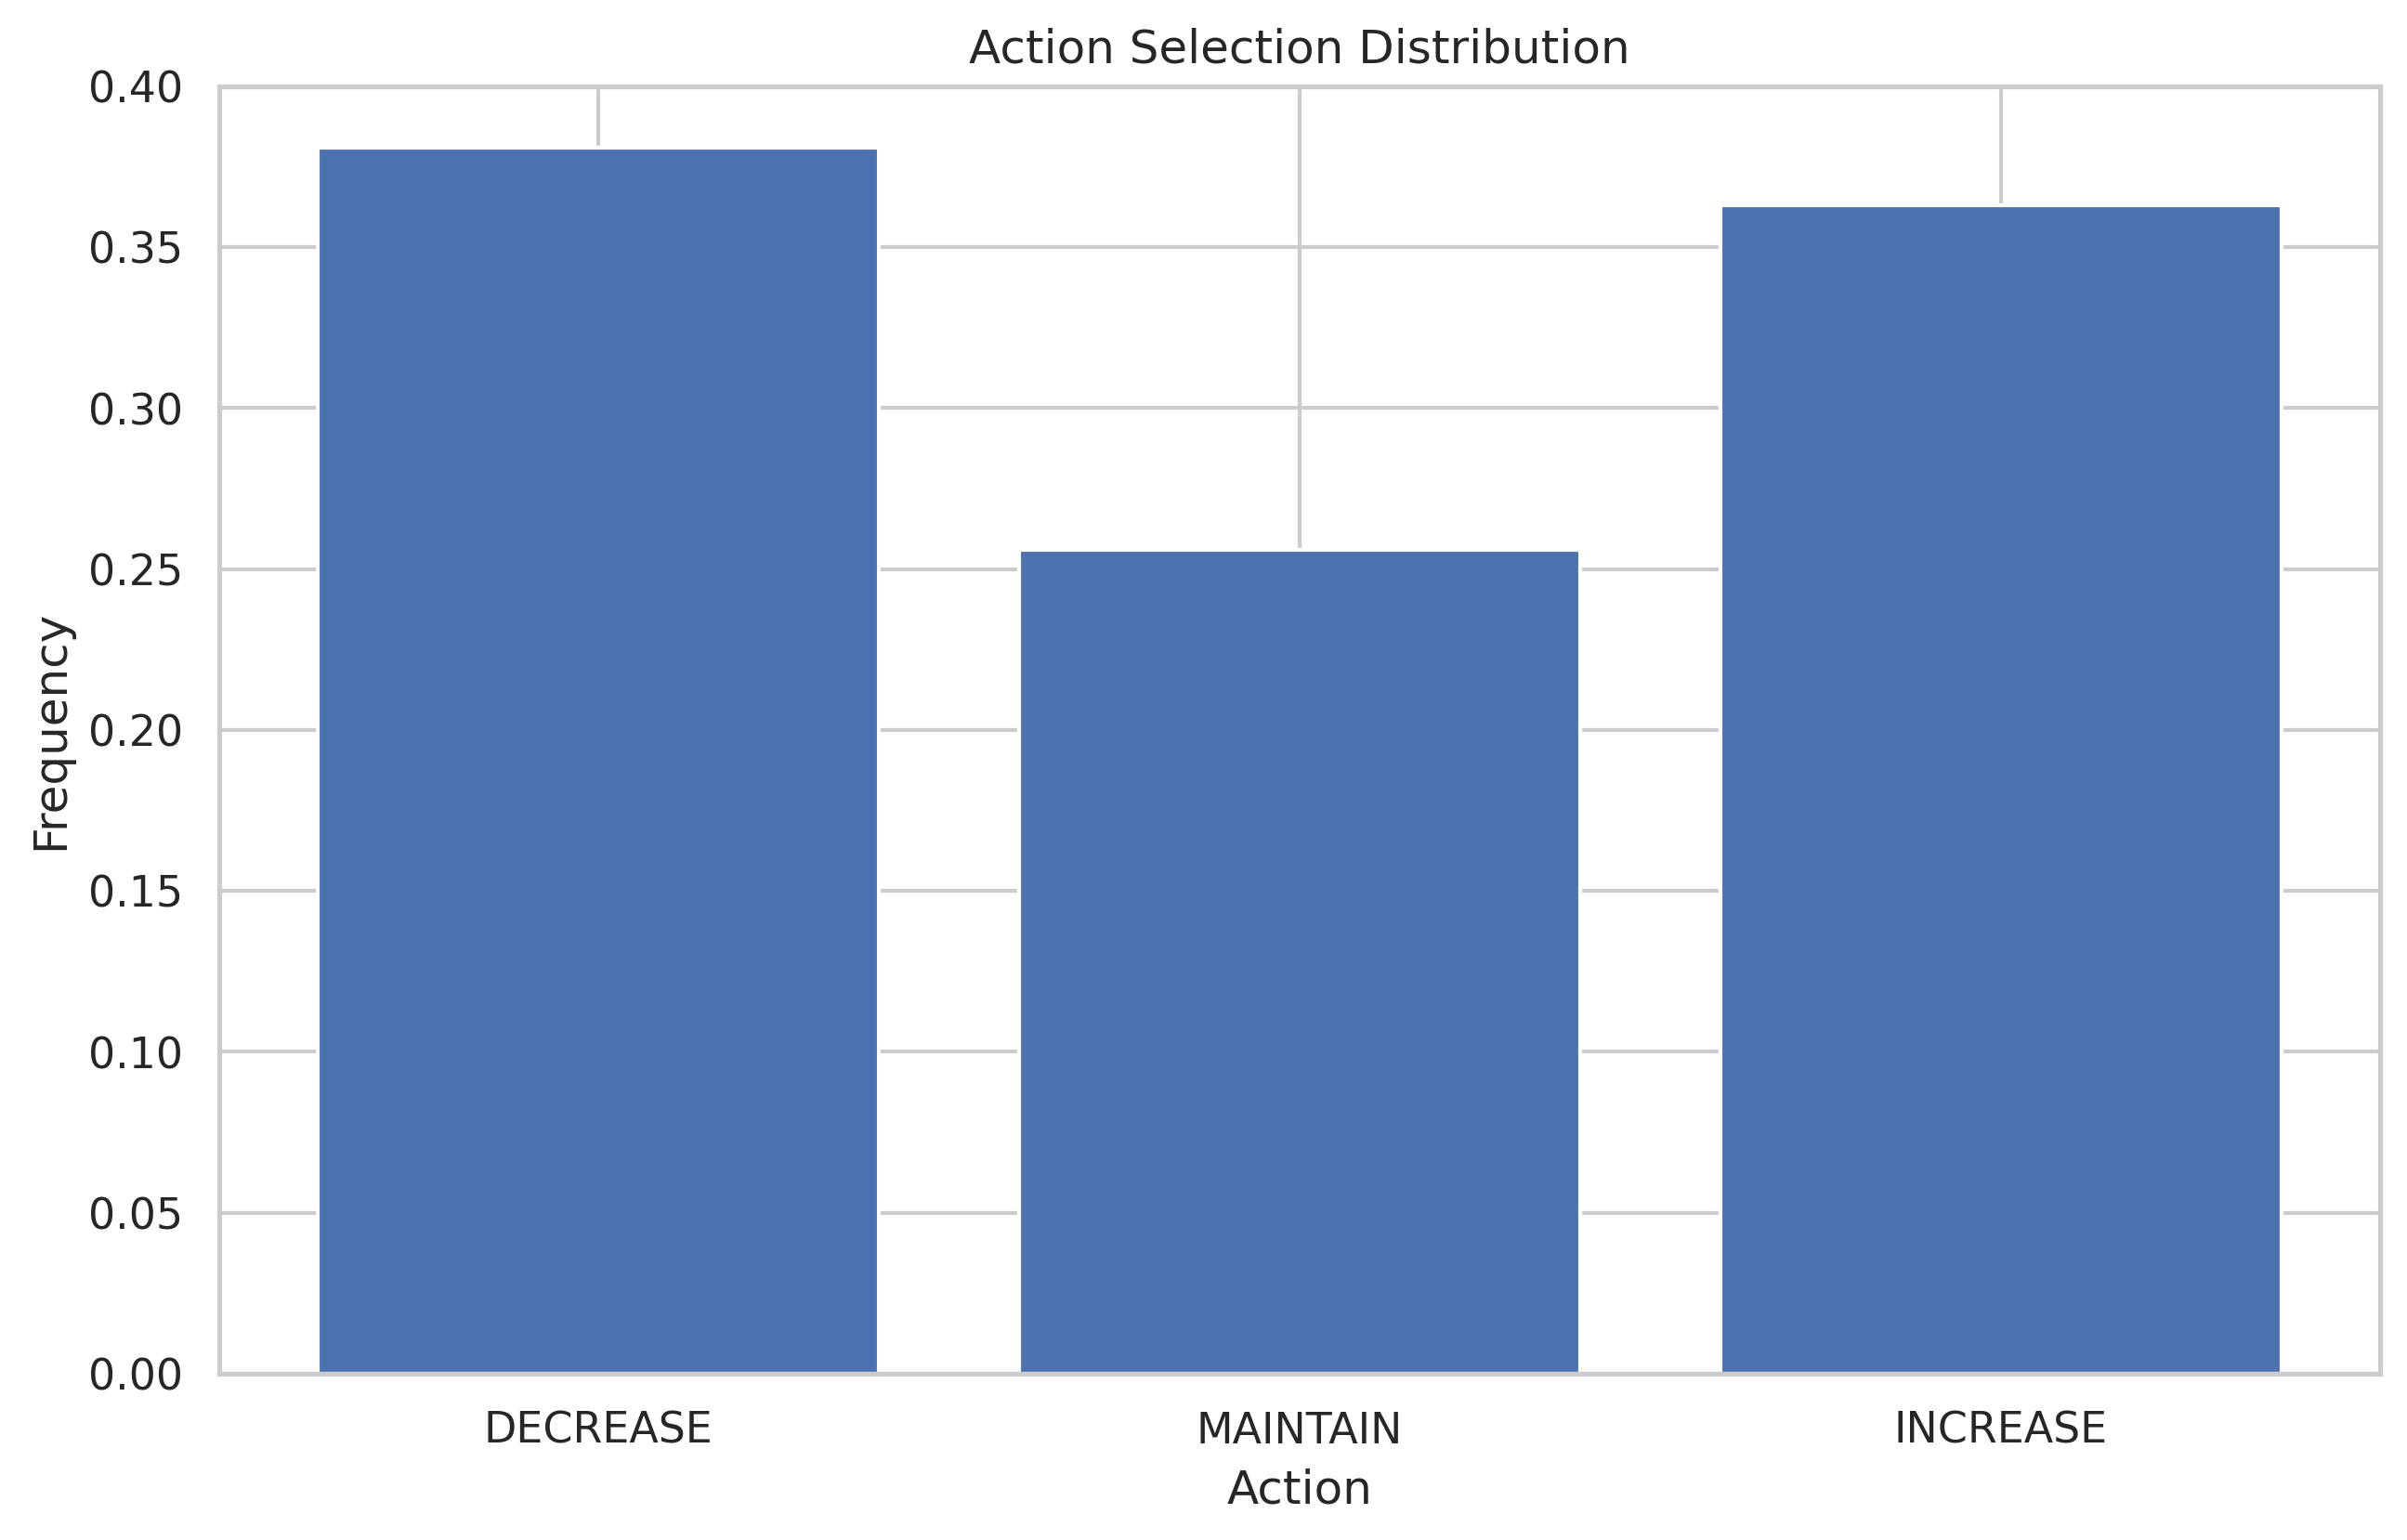 Action Selection Distribution
0.40
0.35
0.30
0.25
0.20
0.15
0.10
0.05
0.00
Frequency
DECREASE
MAINTAIN
INCREASE
Action